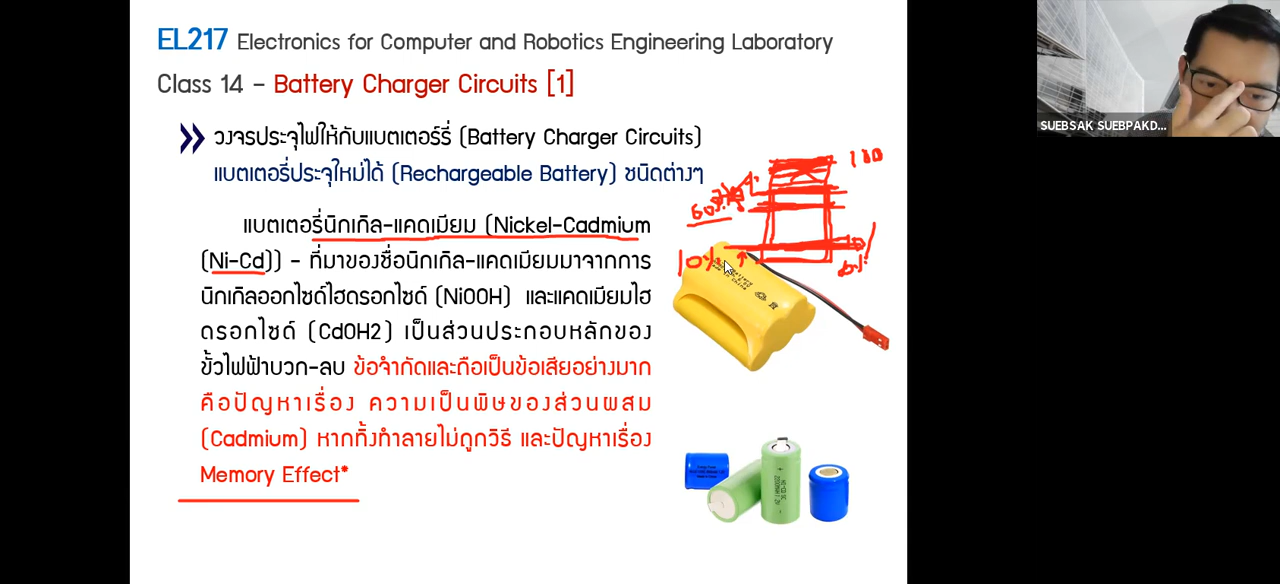 EL217 Electronics for Computer and Robotics Engineering Laboratory
Class 14 – Battery Charger Circuits [1]
วงจรประจุไฟให้กับแบตเตอร์รี่ (Battery Charger Circuits)
แบตเตอรี่ประจุใหม่ได้ (Rechargeable Battery) ชนิดต่างๆ
แบตเตอรี่นิกเกิล-แคดเมียม (Nickel-Cadmium
(Ni-Cd)) - ที่มาของชื่อนิกเกิล-แคดเมียมมาจากการ
นิกเกิลออกไซด์ไฮดรอกไซด์ (NiOOH) และแคดเมียมไฮ
ดรอกไซด์ (CdOH2) เป็นส่วนประกอบหลักของ
ขั้วไฟฟ้าบวก-ลบ ข้อจำกัดและถือเป็นข้อเสียอย่างมาก
คือปัญหาเรื่อง ความเป็นพิษของส่วนผสม
(Cadmium) หากทิ้งทำลายไม่ถูกวิธี และปัญหาเรื่อง
Memory Effect*
100
60%
10%
SUEBSAK SUEBPAKD...